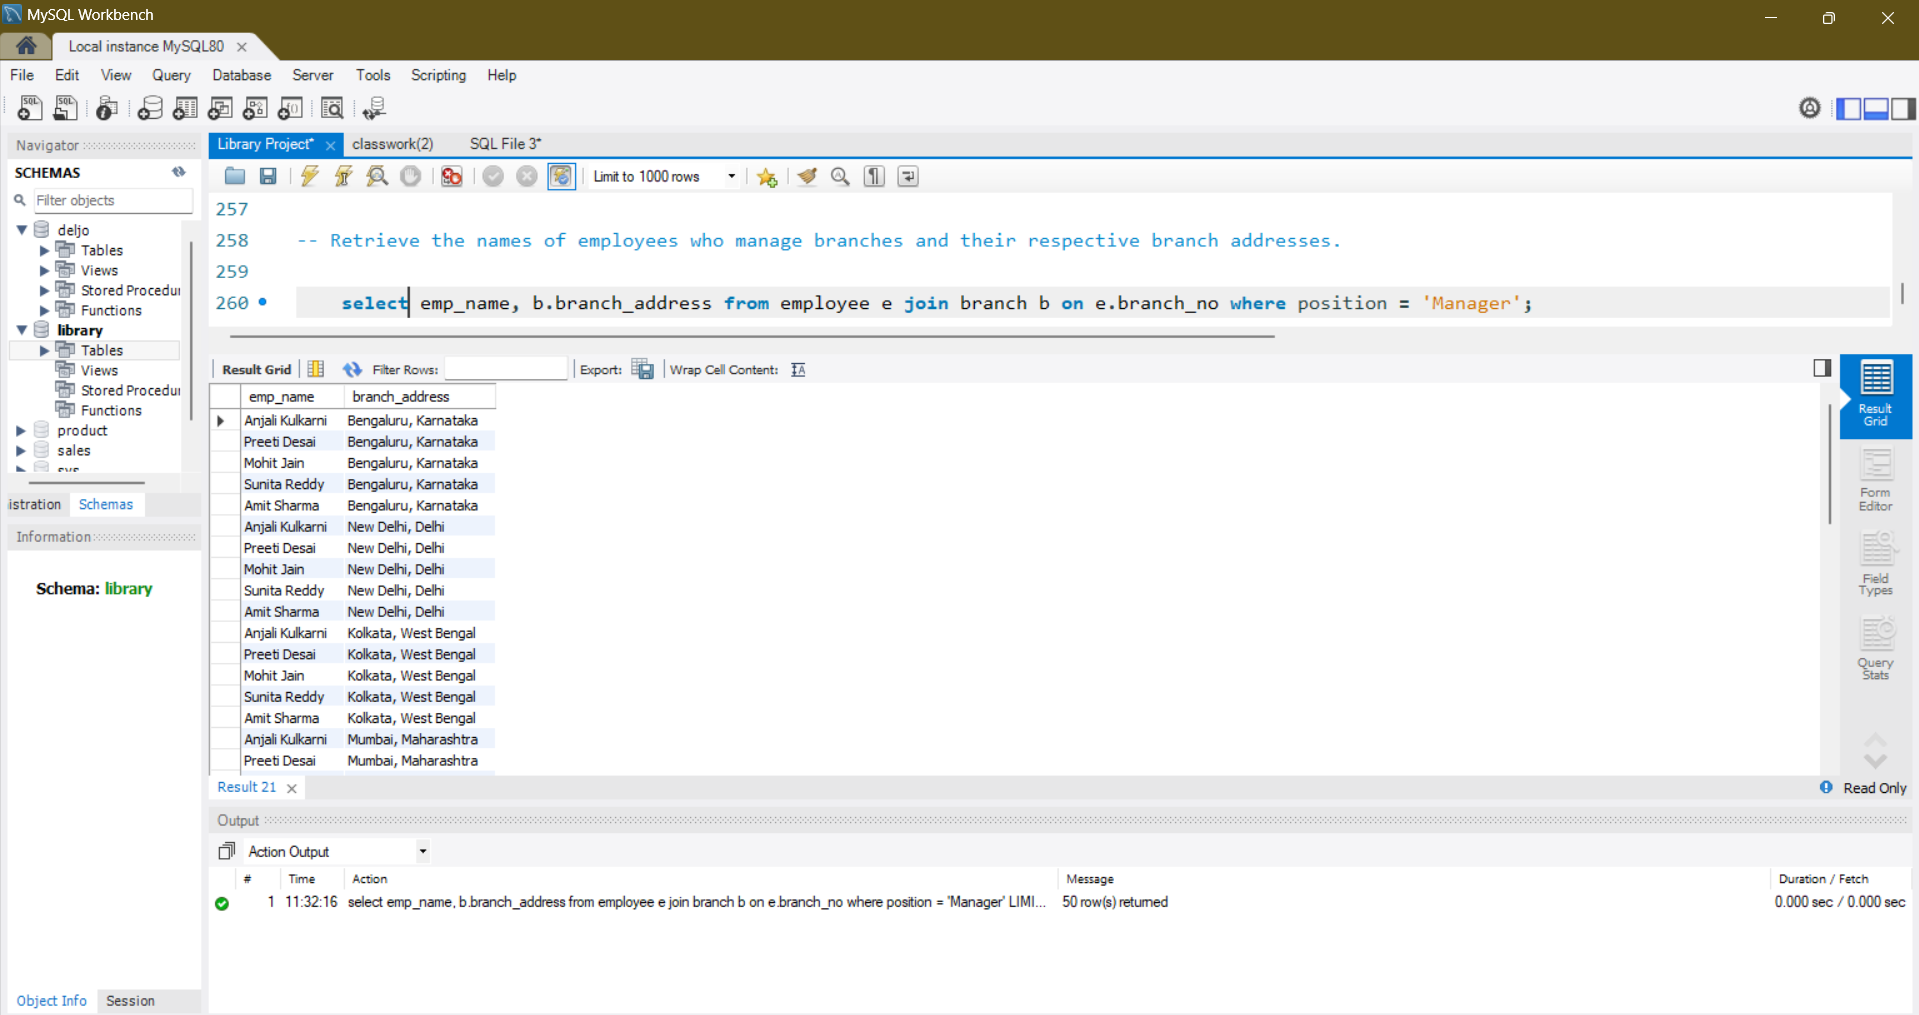 MySQL Workbench
Local instance MySQL80
File Edit View Query Database Server Tools Scripting Help
Navigator
SCHEMAS
Filter objects
deljo
Tables
Views
Stored Procedu
Functions
library
Tables
Views
Stored Procedu
Functions
product
sales
sys
istration Schemas
Information
Schema: library
Object Info Session
Library Project* classwork(2) SQL File 3*
Limit to 1000 rows
257
258 -- Retrieve the names of employees who manage branches and their respective branch addresses.
259
260 select emp_name, b.branch_address from employee e join branch b on e.branch_no where position = 'Manager';
Result Grid Filter Rows: Export: Wrap Cell Content:
emp_name branch_address
Anjali Kulkarni Bengaluru, Karnataka
Preeti Desai Bengaluru, Karnataka
Mohit Jain Bengaluru, Karnataka
Sunita Reddy Bengaluru, Karnataka
Amit Sharma Bengaluru, Karnataka
Anjali Kulkarni New Delhi, Delhi
Preeti Desai New Delhi, Delhi
Mohit Jain New Delhi, Delhi
Sunita Reddy New Delhi, Delhi
Amit Sharma New Delhi, Delhi
Anjali Kulkarni Kolkata, West Bengal
Preeti Desai Kolkata, West Bengal
Mohit Jain Kolkata, West Bengal
Sunita Reddy Kolkata, West Bengal
Amit Sharma Kolkata, West Bengal
Anjali Kulkarni Mumbai, Maharashtra
Preeti Desai Mumbai, Maharashtra
Result
Grid
Form
Editor
Field
Types
Query
Stats
Result 21
Read Only
Output
Action Output
# Time Action Message Duration / Fetch
1 11:32:16 select emp_name, b.branch_address from employee e join branch b on e.branch_no where position = 'Manager' LIMI... 50 row(s) returned 0.000 sec / 0.000 sec